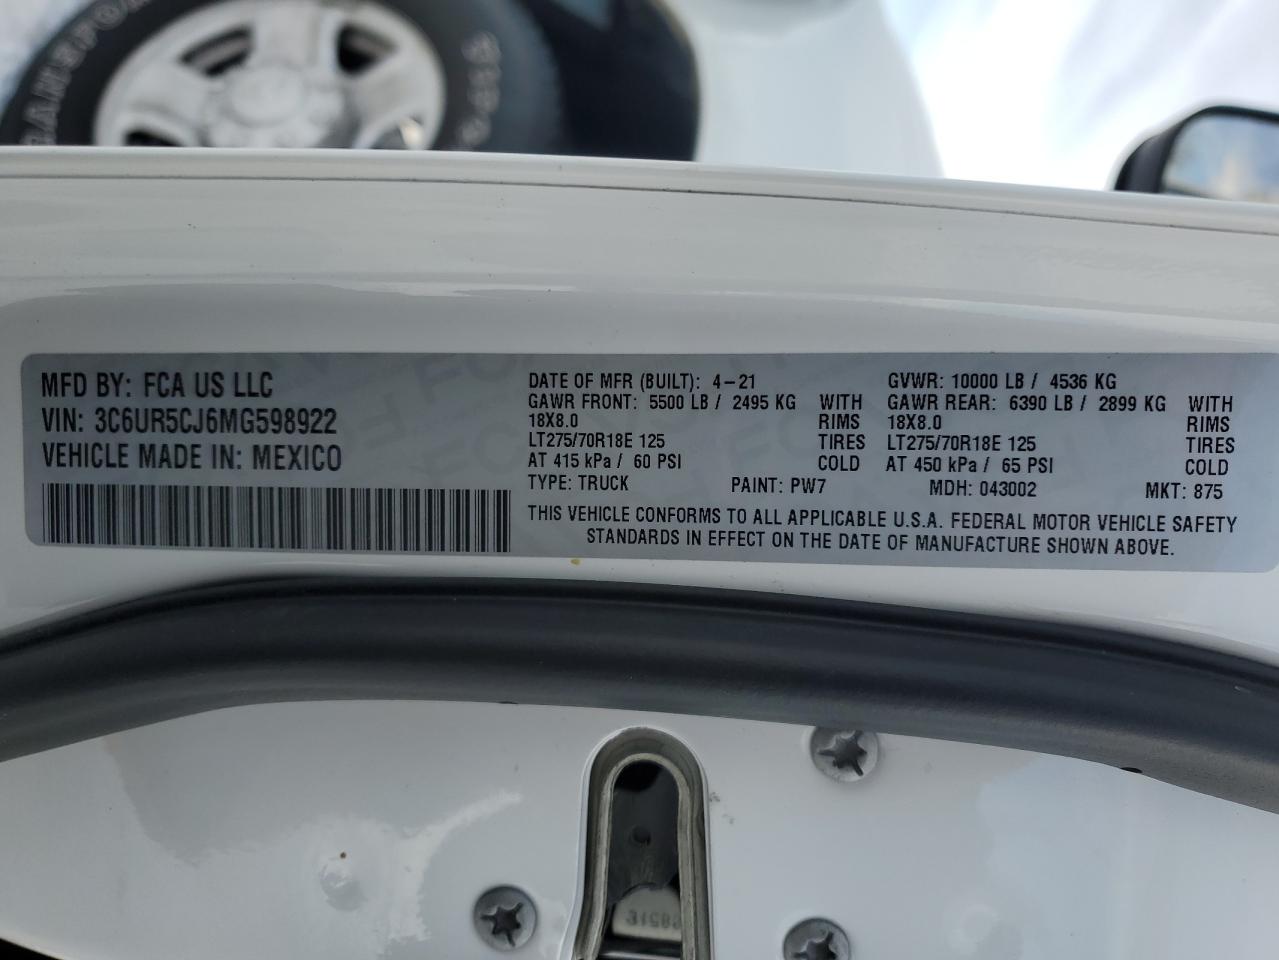 MFD BY: FCA US LLC
VIN: 3C6UR5CJ6MG598922
VEHICLE MADE IN: MEXICO
DATE OF MFR (BUILT): 4-21
GAWR FRONT: 5500 LB / 2495 KG WITH
18X8.0 RIMS
LT275/70R18E 125 TIRES
AT 415 kPa / 60 PSI COLD
GVWR: 10000 LB / 4536 KG
GAWR REAR: 6390 LB / 2899 KG WITH
18X8.0 RIMS
LT275/70R18E 125 TIRES
AT 450 kPa / 65 PSI COLD
TYPE: TRUCK PAINT: PW7 MDH: 043002 MKT: 875
THIS VEHICLE CONFORMS TO ALL APPLICABLE U.S.A. FEDERAL MOTOR VEHICLE SAFETY
STANDARDS IN EFFECT ON THE DATE OF MANUFACTURE SHOWN ABOVE.